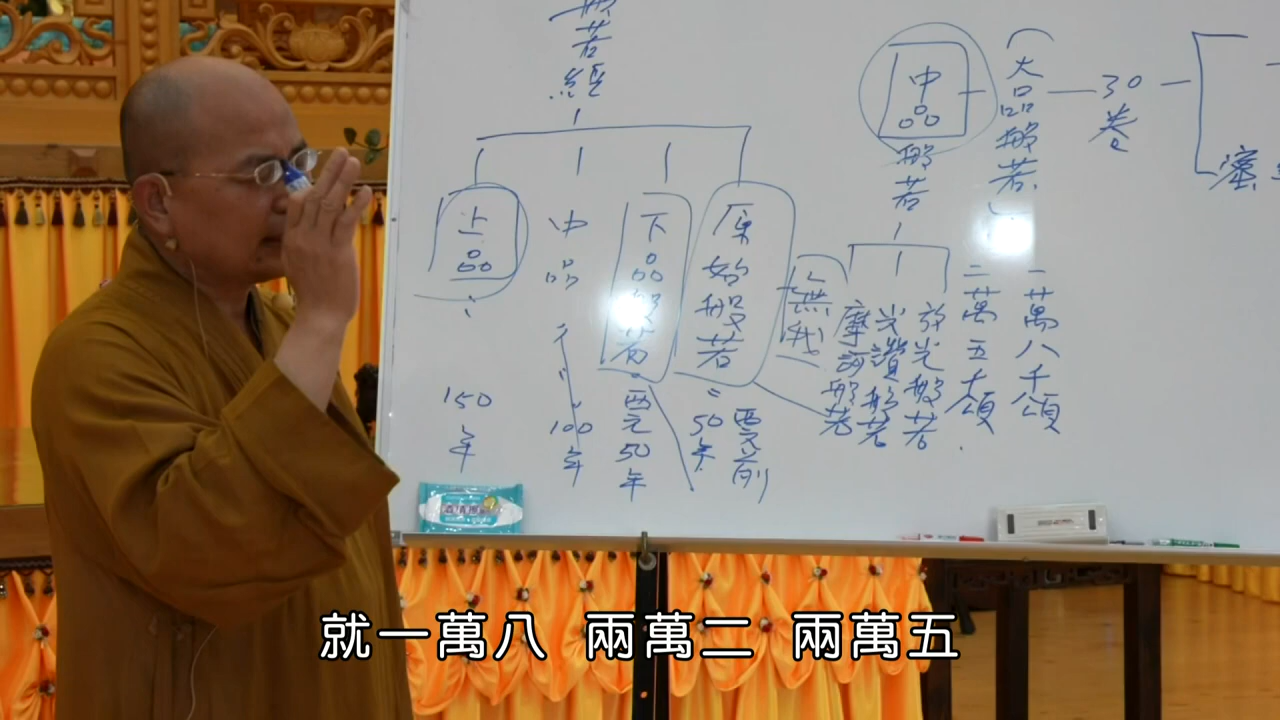 般若經
上品
150年
中品
100年
下品般若
西元50年
原始般若
50年
西元前
無我
中品
般若
(大品般若)
30卷
摩訶般若
光讚般若
放光般若
二萬五千頌
一萬八千頌
就一萬八 兩萬二 兩萬五